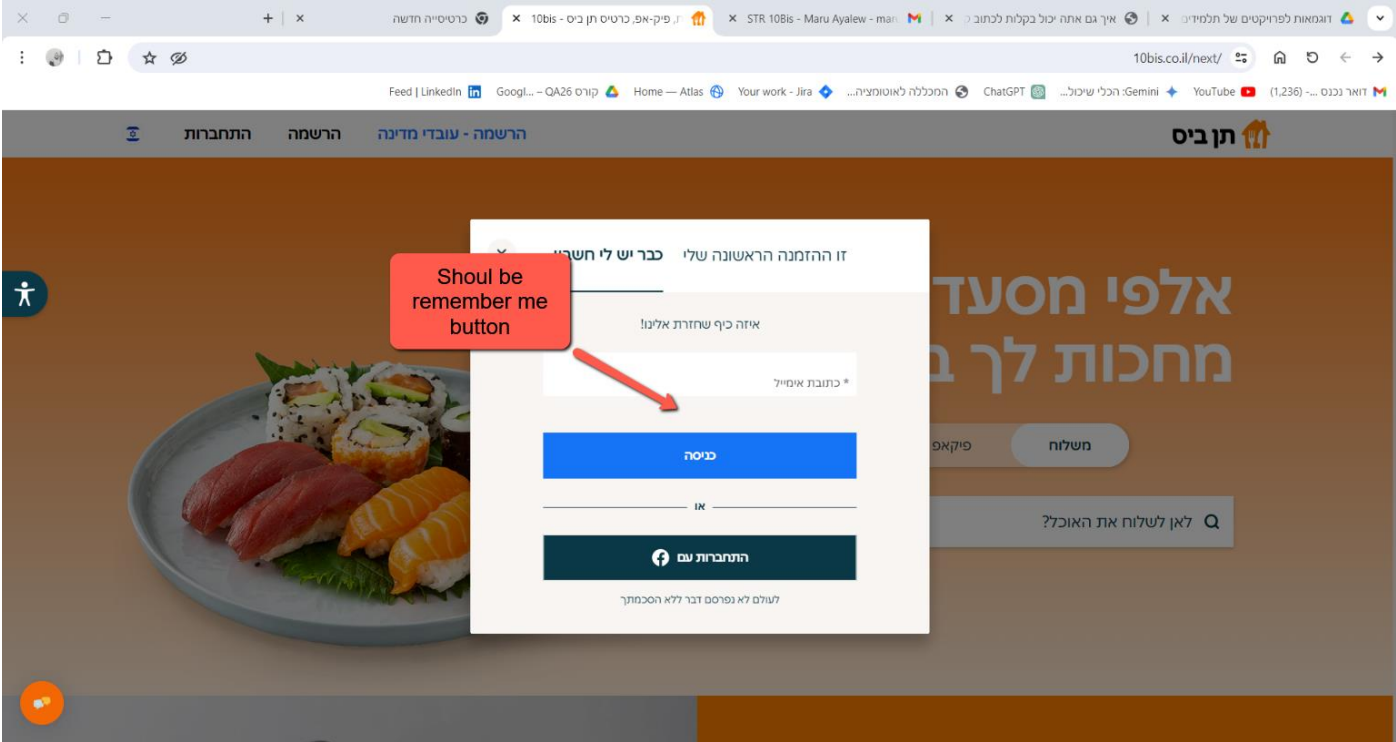 דוגמאות לפרויקטים של תלמידים
איך גם אתה יכול בקלות לכתוב
STR 10Bis - Maru Ayalew - mar
פיק-אפ, כרטיס תן ביס - 10bis
כרטיסייה חדשה
10bis.co.il/next/
דואר נכנס ...- (1,236)
YouTube
Gemini: הכלי שיכול...
ChatGPT
המכללה לאוטומציה...
Your work - Jira
Home — Atlas
קורס QA26 – Googl...
Feed | LinkedIn
תן ביס
הרשמה - עובדי מדינה
הרשמה
התחברות
זו ההזמנה הראשונה שלי
כבר יש לי
Shoul be
remember me
button
איזה כיף שחזרת אלינו!
אלפי מסעד
מחכות לך ב
* כתובת אימייל
משלוח
פיקאפ
כניסה
או
לאן לשלוח את האוכל?
התחברות עם
לעולם לא נפרסם דבר ללא הסכמתך